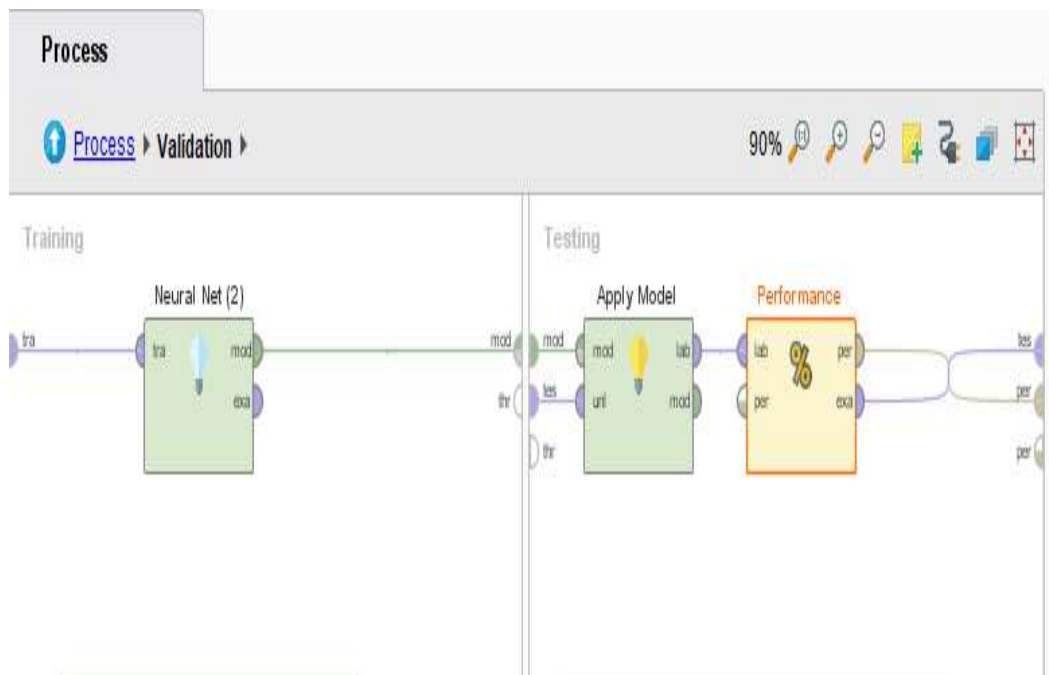 Process
Process Validation
90%
Training
Testing
Neural Net (2)
Apply Model
Performance
tra
tra
mod
mod
exa
thr
mod
mod
lab
lab
per
tes
tes
unl
mod
per
exa
per
thr
per